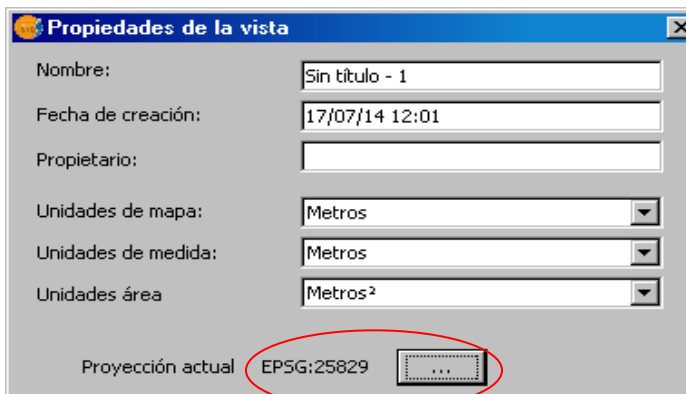 Propiedades de la vista
Nombre: Sin título - 1
Fecha de creación: 17/07/14 12:01
Propietario:
Unidades de mapa: Metros
Unidades de medida: Metros
Unidades área Metros²
Proyección actual EPSG:25829 ...